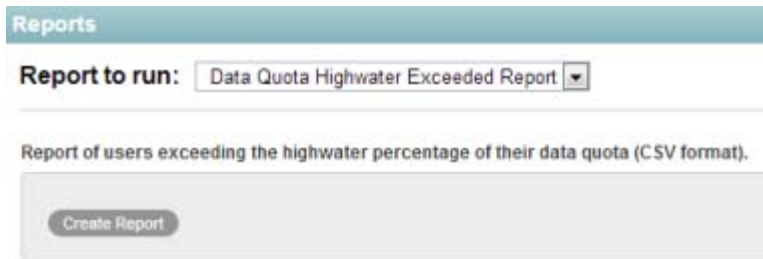 Reports
Report to run: Data Quota Highwater Exceeded Report
Report of users exceeding the highwater percentage of their data quota (CSV format).
Create Report